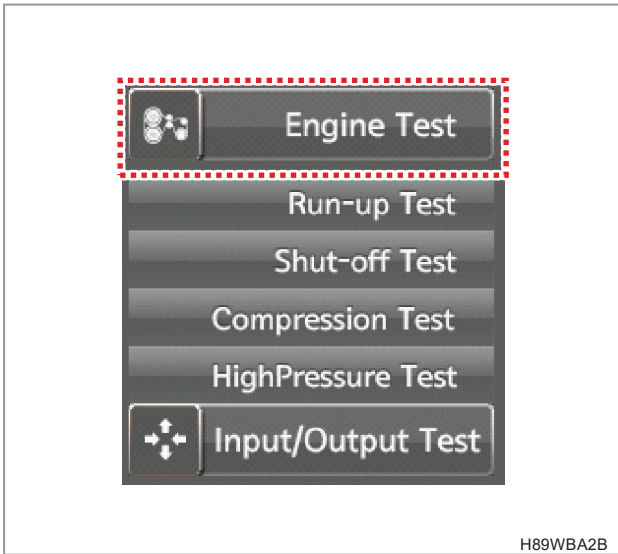 Engine Test
Run-up Test
Shut-off Test
Compression Test
HighPressure Test
Input/Output Test
H89WBA2B